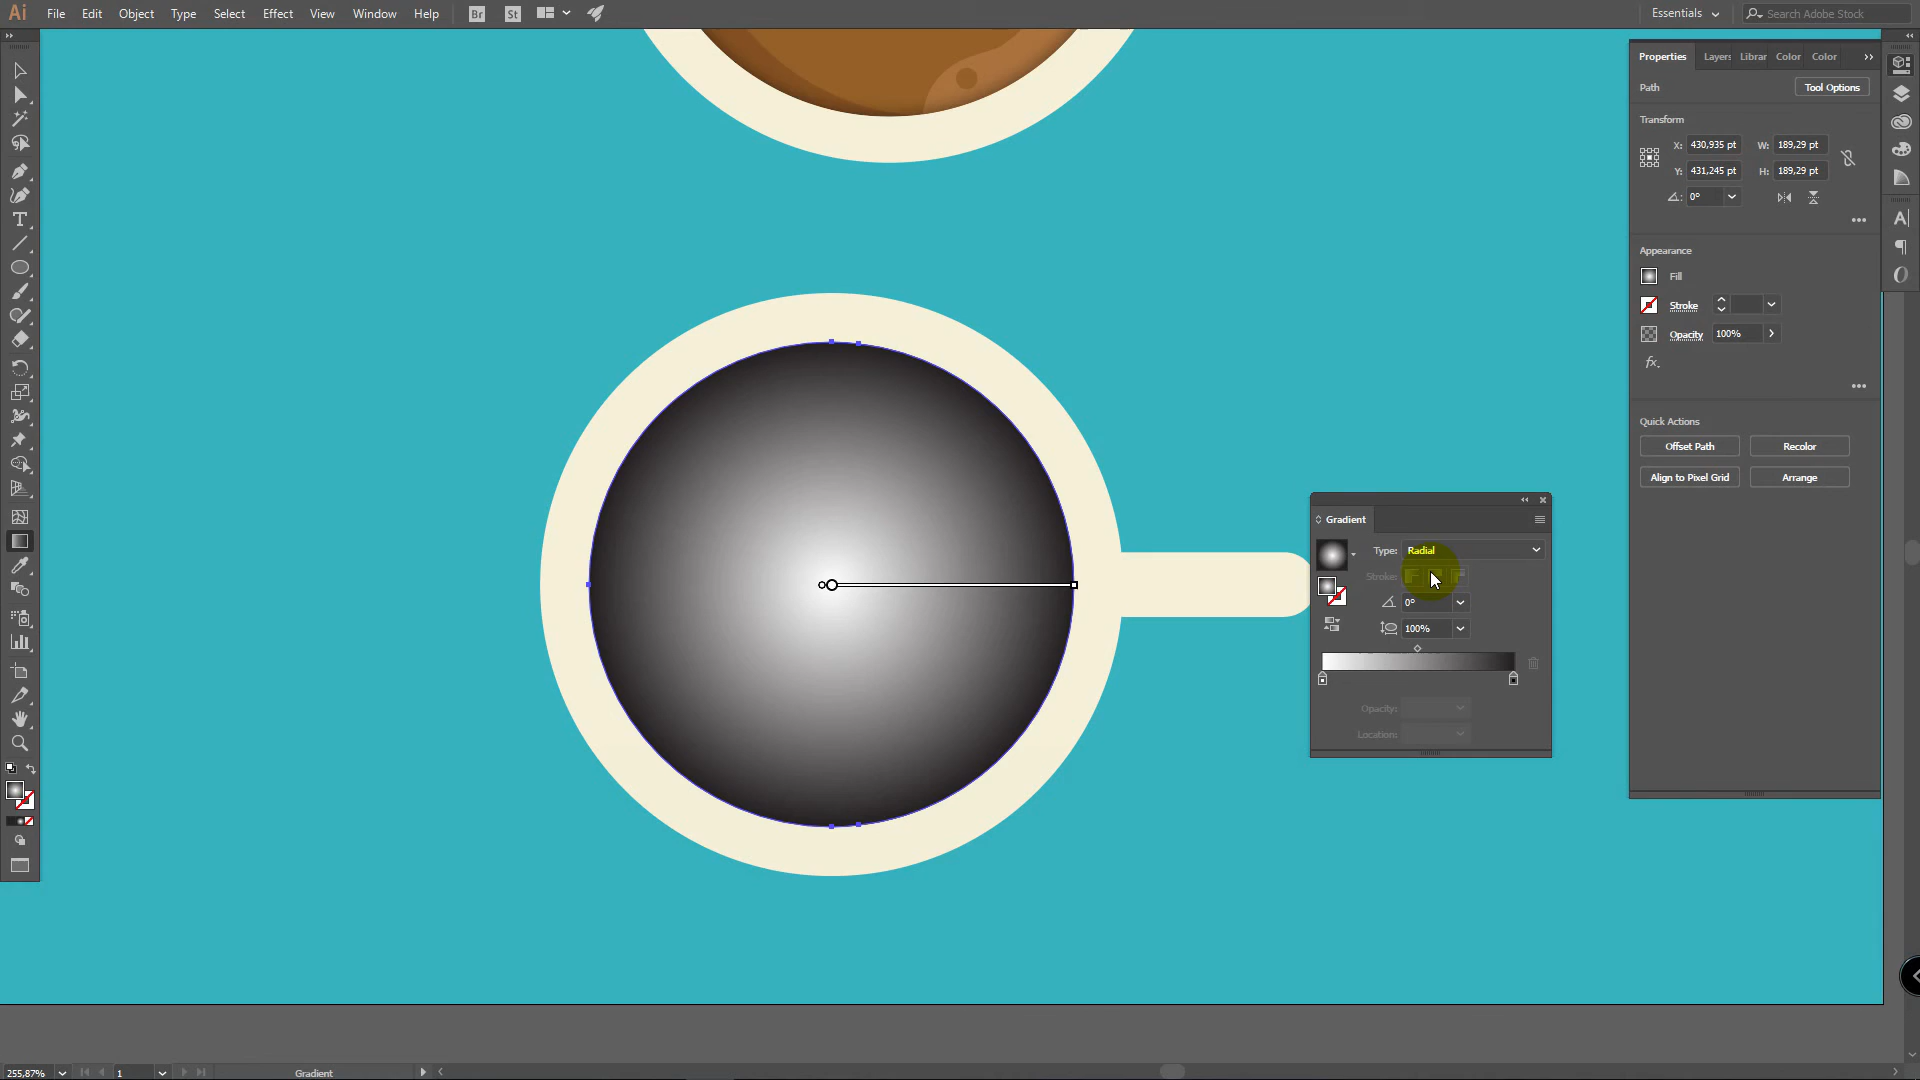 Ai File Edit Object Type Select Effect View Window Help Br St Essentials Search Adobe Stock
Properties Layers Librar Color Color
Path Tool Options
Transform
X: 430,935 pt W: 189,29 pt
Y: 431,245 pt H: 189,29 pt
0°
Appearance
Fill
Stroke
Opacity 100%
fx.
Quick Actions
Offset Path Recolor
Align to Pixel Grid Arrange
Gradient
Type: Radial
Stroke:
0°
100%
Opacity:
Location:
255,87% 1 Gradient